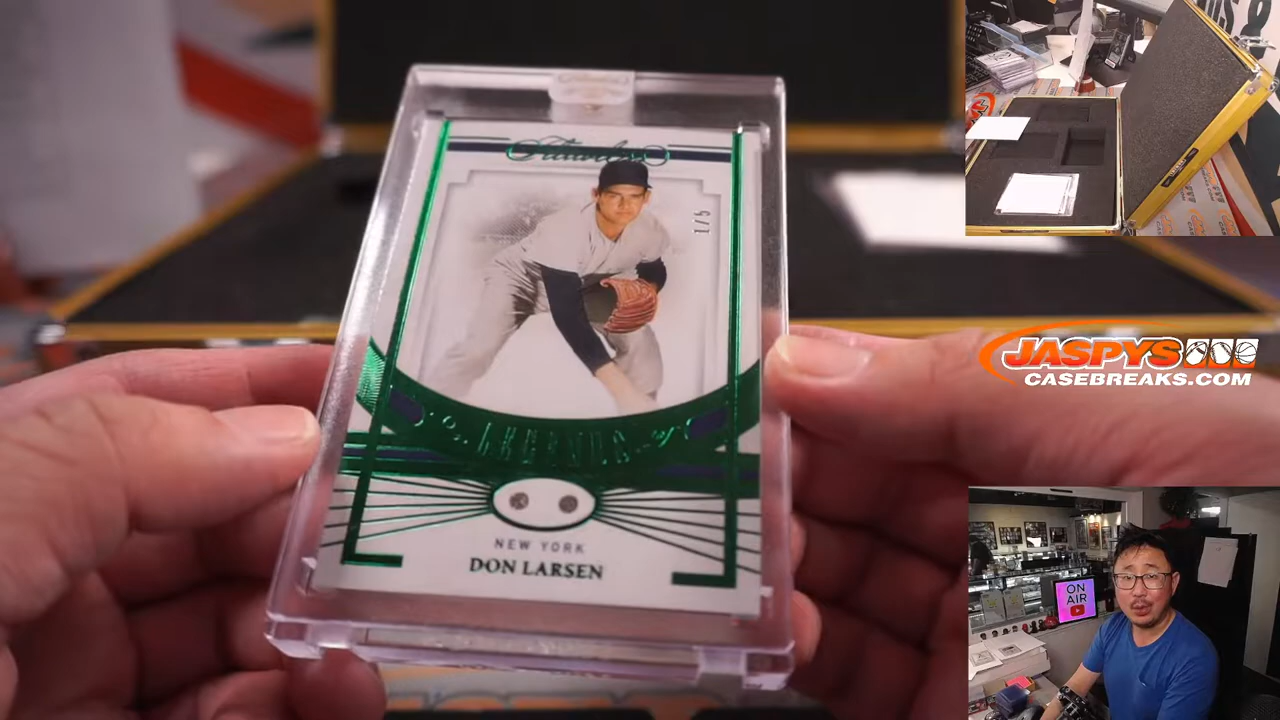 Flawless
1/5
LEGENDS
NEW YORK
DON LARSEN
JASPYS
CASEBREAKS.COM
ON
AIR